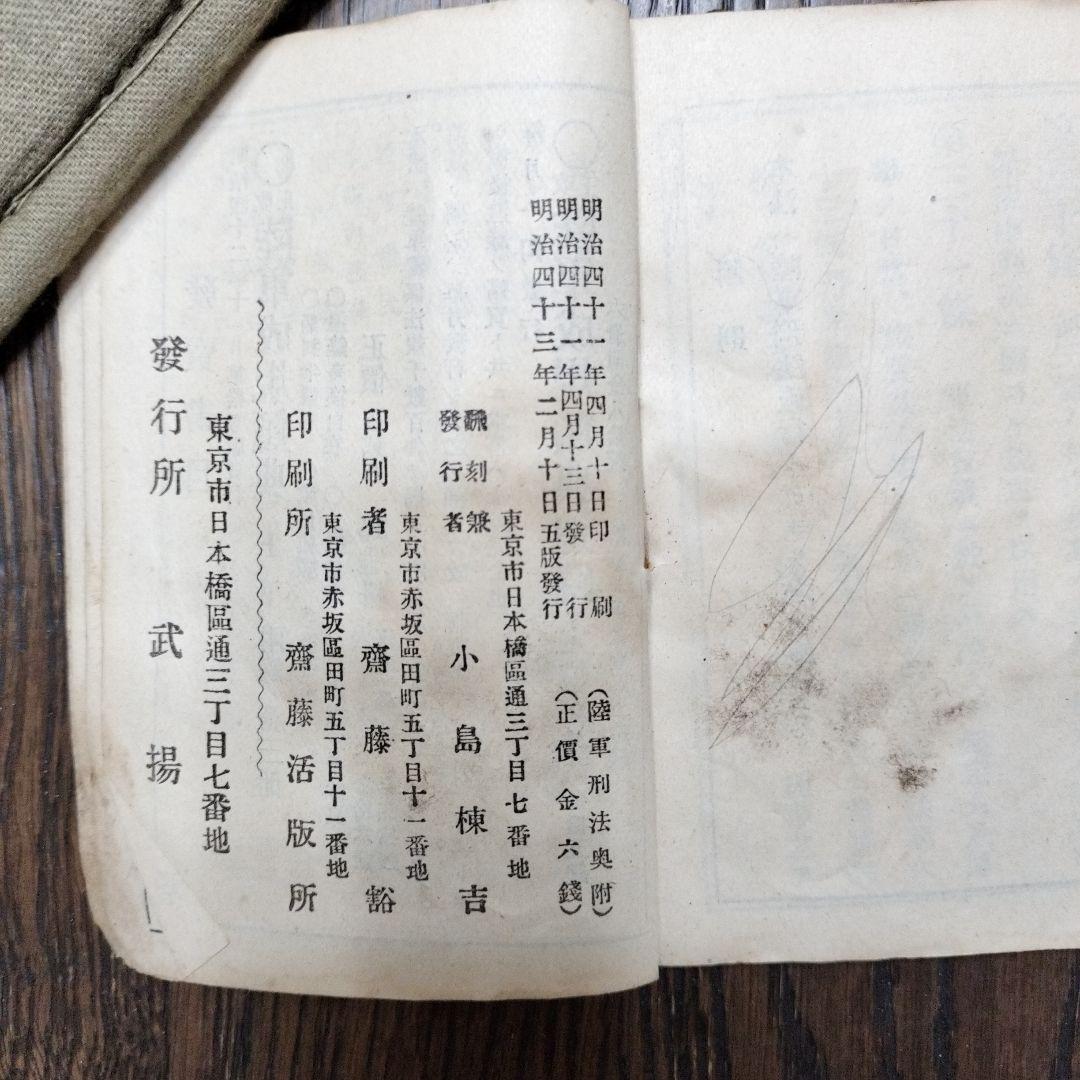 明治四十一年四月十日印刷
(陸軍刑法奥附)
明治四十一年四月十三日發行
(正價金六錢)
明治四十三年二月十日五版發行
東京市日本橋區通三丁目七番地
飜刻兼
發行者
小島棟吉
東京市赤坂區田町五丁目十一番地
印刷者
齋藤豁
東京市赤坂區田町五丁目十一番地
印刷所
齋藤活版所
東京市日本橋區通三丁目七番地
發行所
武揚